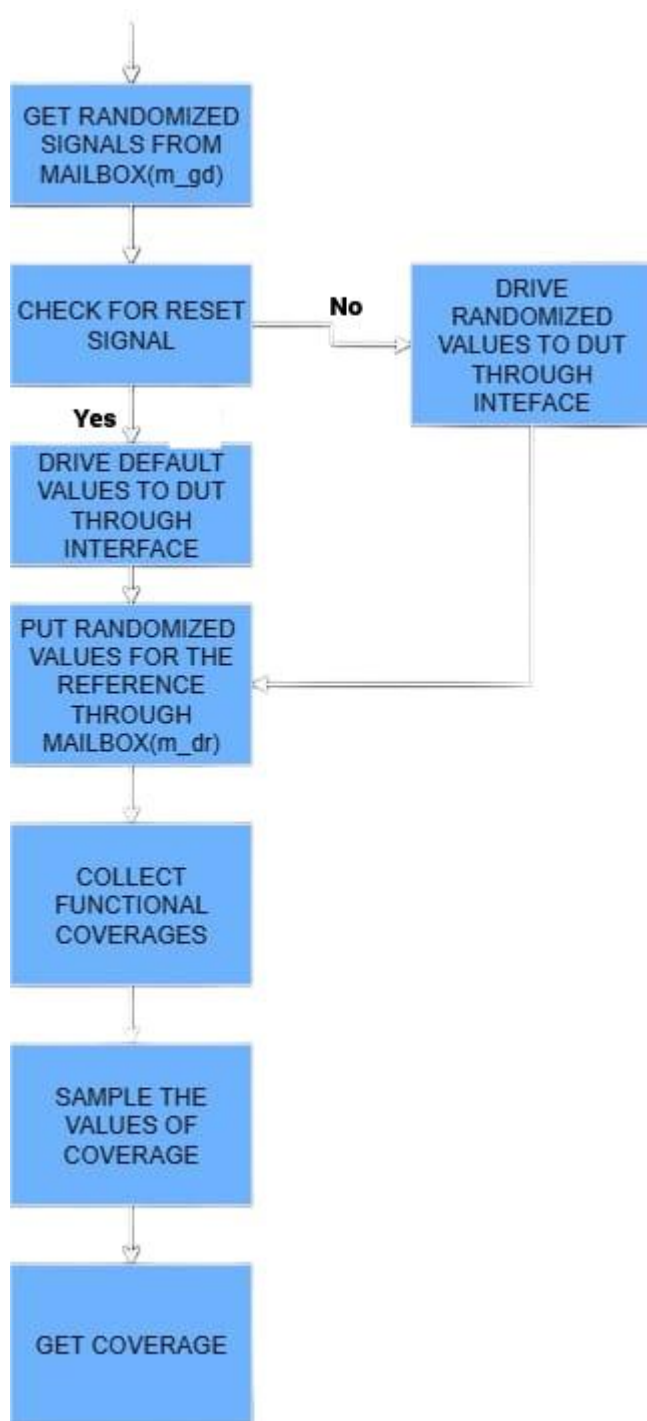 GET RANDOMIZED
SIGNALS FROM
MAILBOX(m_gd)
CHECK FOR RESET
SIGNAL
No
DRIVE
RANDOMIZED
VALUES TO DUT
THROUGH
INTEFACE
Yes
DRIVE DEFAULT
VALUES TO DUT
THROUGH
INTERFACE
PUT RANDOMIZED
VALUES FOR THE
REFERENCE
THROUGH
MAILBOX(m_dr)
COLLECT
FUNCTIONAL
COVERAGES
SAMPLE THE
VALUES OF
COVERAGE
GET COVERAGE